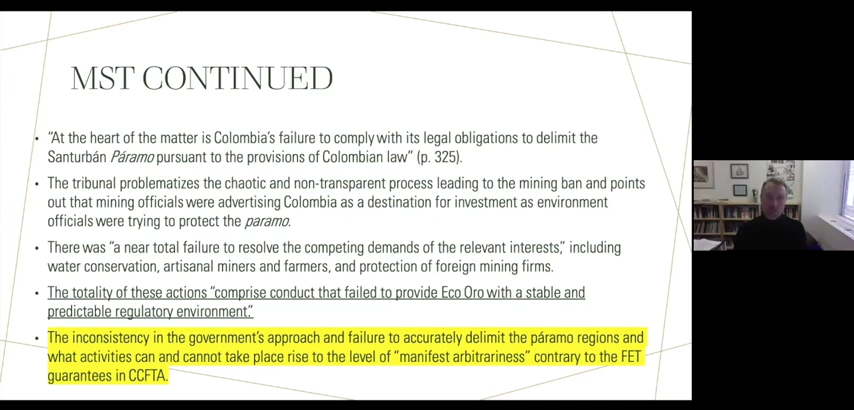 MST CONTINUED
• "At the heart of the matter is Colombia's failure to comply with its legal obligations to delimit the
Santurbán Páramo pursuant to the provisions of Colombian law" (p. 325).
• The tribunal problematizes the chaotic and non-transparent process leading to the mining ban and points
out that mining officials were advertising Colombia as a destination for investment as environment
officials were trying to protect the paramo.
• There was "a near total failure to resolve the competing demands of the relevant interests," including
water conservation, artisanal miners and farmers, and protection of foreign mining firms.
• The totality of these actions "comprise conduct that failed to provide Eco Oro with a stable and
predictable regulatory environment."
• The inconsistency in the government's approach and failure to accurately delimit the páramo regions and
what activities can and cannot take place rise to the level of "manifest arbitrariness" contrary to the FET
guarantees in CCFTA.